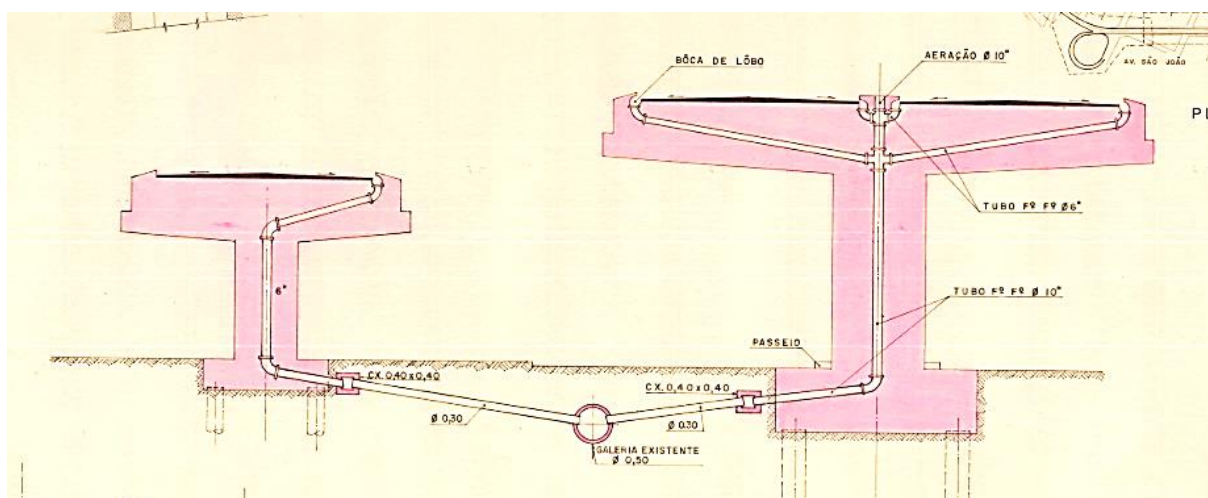 BÔCA DE LÔBO
AERAÇÃO Ø 10"
AV. SÃO JOÃO
PL
TUBO Fº Fº Ø6"
6"
TUBO Fº Fº Ø 10"
PASSEIO
CX. 0,40 x 0,40
CX. 0,40 x 0,40
Ø 0,30
Ø 0.30
GALERIA EXISTENTE
Ø 0,50